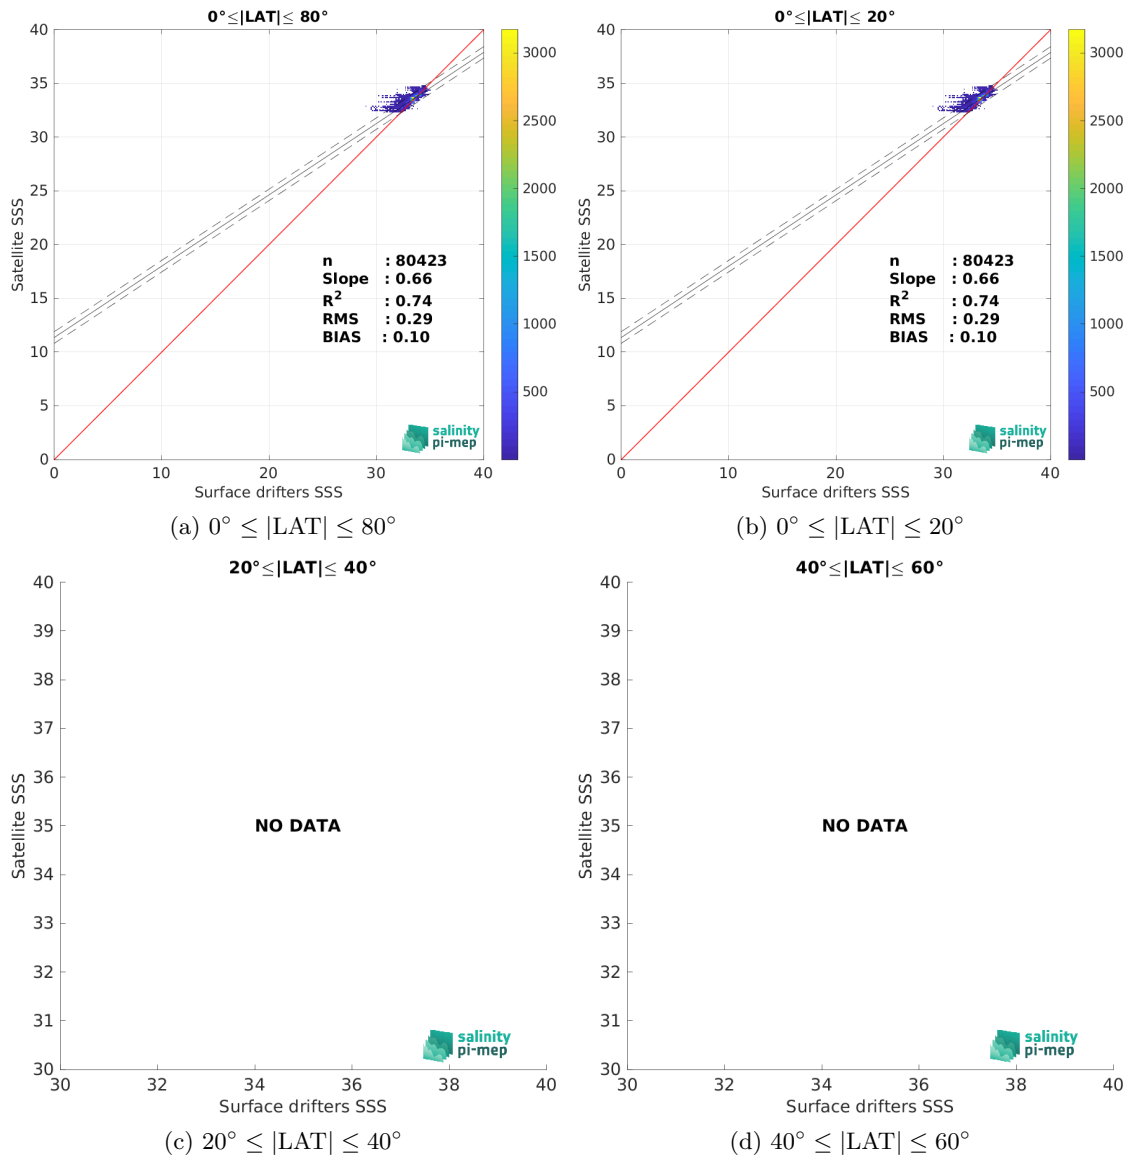 0°≤|LAT|≤ 80°
40
35
30
25
20
15
10
5
0
Satellite SSS
n : 80423
Slope : 0.66
R² : 0.74
RMS : 0.29
BIAS : 0.10
salinity
pi-mep
0 10 20 30 40
Surface drifters SSS
3000
2500
2000
1500
1000
500
(a) 0° ≤ |LAT| ≤ 80°
0°≤|LAT|≤ 20°
40
35
30
25
20
15
10
5
0
Satellite SSS
n : 80423
Slope : 0.66
R² : 0.74
RMS : 0.29
BIAS : 0.10
salinity
pi-mep
0 10 20 30 40
Surface drifters SSS
3000
2500
2000
1500
1000
500
(b) 0° ≤ |LAT| ≤ 20°
20°≤|LAT|≤ 40°
40
39
38
37
36
35
34
33
32
31
30
Satellite SSS
NO DATA
salinity
pi-mep
30 32 34 36 38 40
Surface drifters SSS
(c) 20° ≤ |LAT| ≤ 40°
40°≤|LAT|≤ 60°
40
39
38
37
36
35
34
33
32
31
30
Satellite SSS
NO DATA
salinity
pi-mep
30 32 34 36 38 40
Surface drifters SSS
(d) 40° ≤ |LAT| ≤ 60°